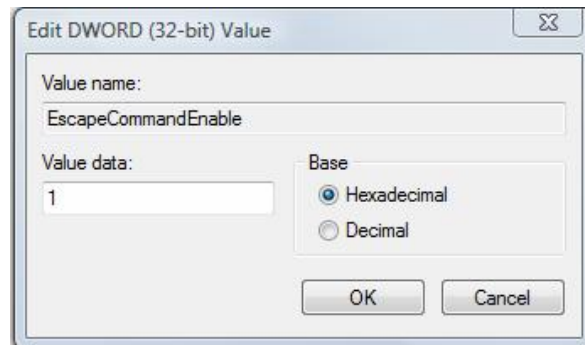 Edit DWORD (32-bit) Value
Value name:
EscapeCommandEnable
Value data:
1
Base
Hexadecimal
Decimal
OK
Cancel